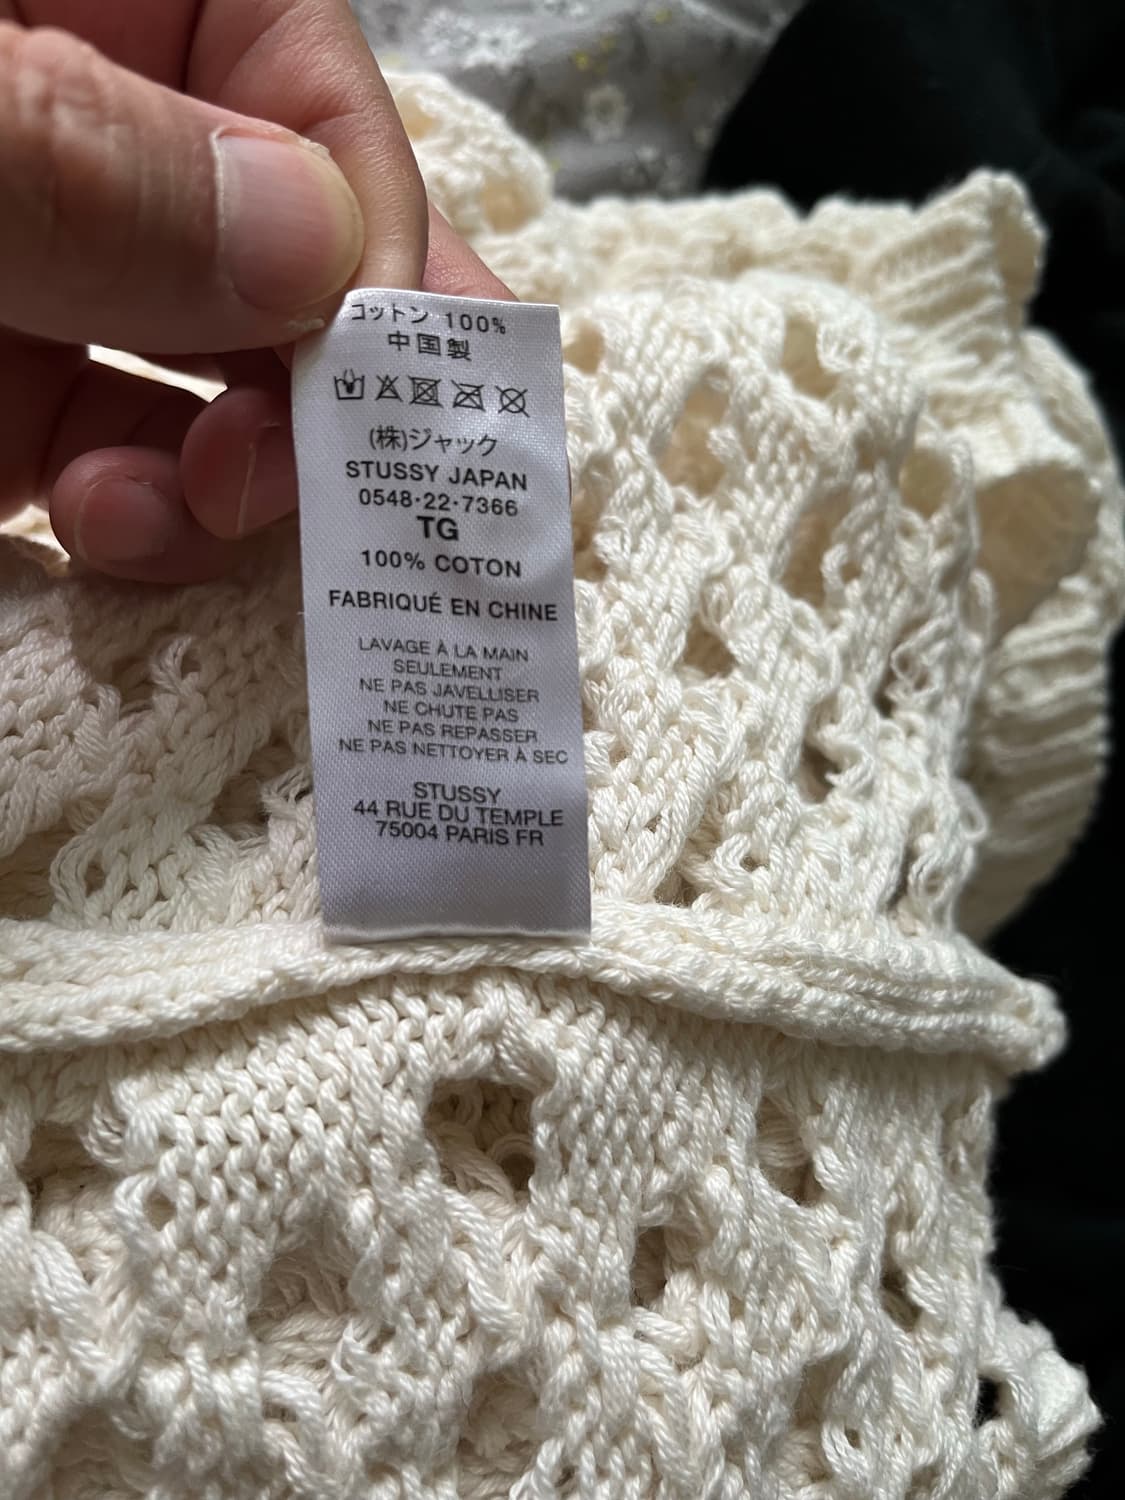 コットン 100%
中国製
(株)ジャック
STUSSY JAPAN
0548·22·7366
TG
100% COTON
FABRIQUÉ EN CHINE
LAVAGE À LA MAIN
SEULEMENT
NE PAS JAVELLISER
NE CHUTE PAS
NE PAS REPASSER
NE PAS NETTOYER À SEC
STUSSY
44 RUE DU TEMPLE
75004 PARIS FR